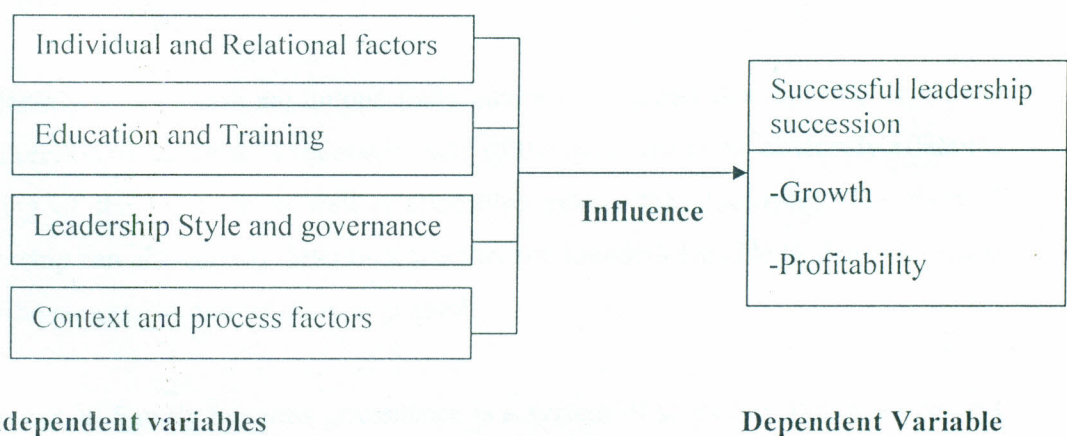 Individual and Relational factors
Education and Training
Leadership Style and governance
Context and process factors
Influence
Successful leadership
succession
-Growth
-Profitability
dependent variables
Dependent Variable